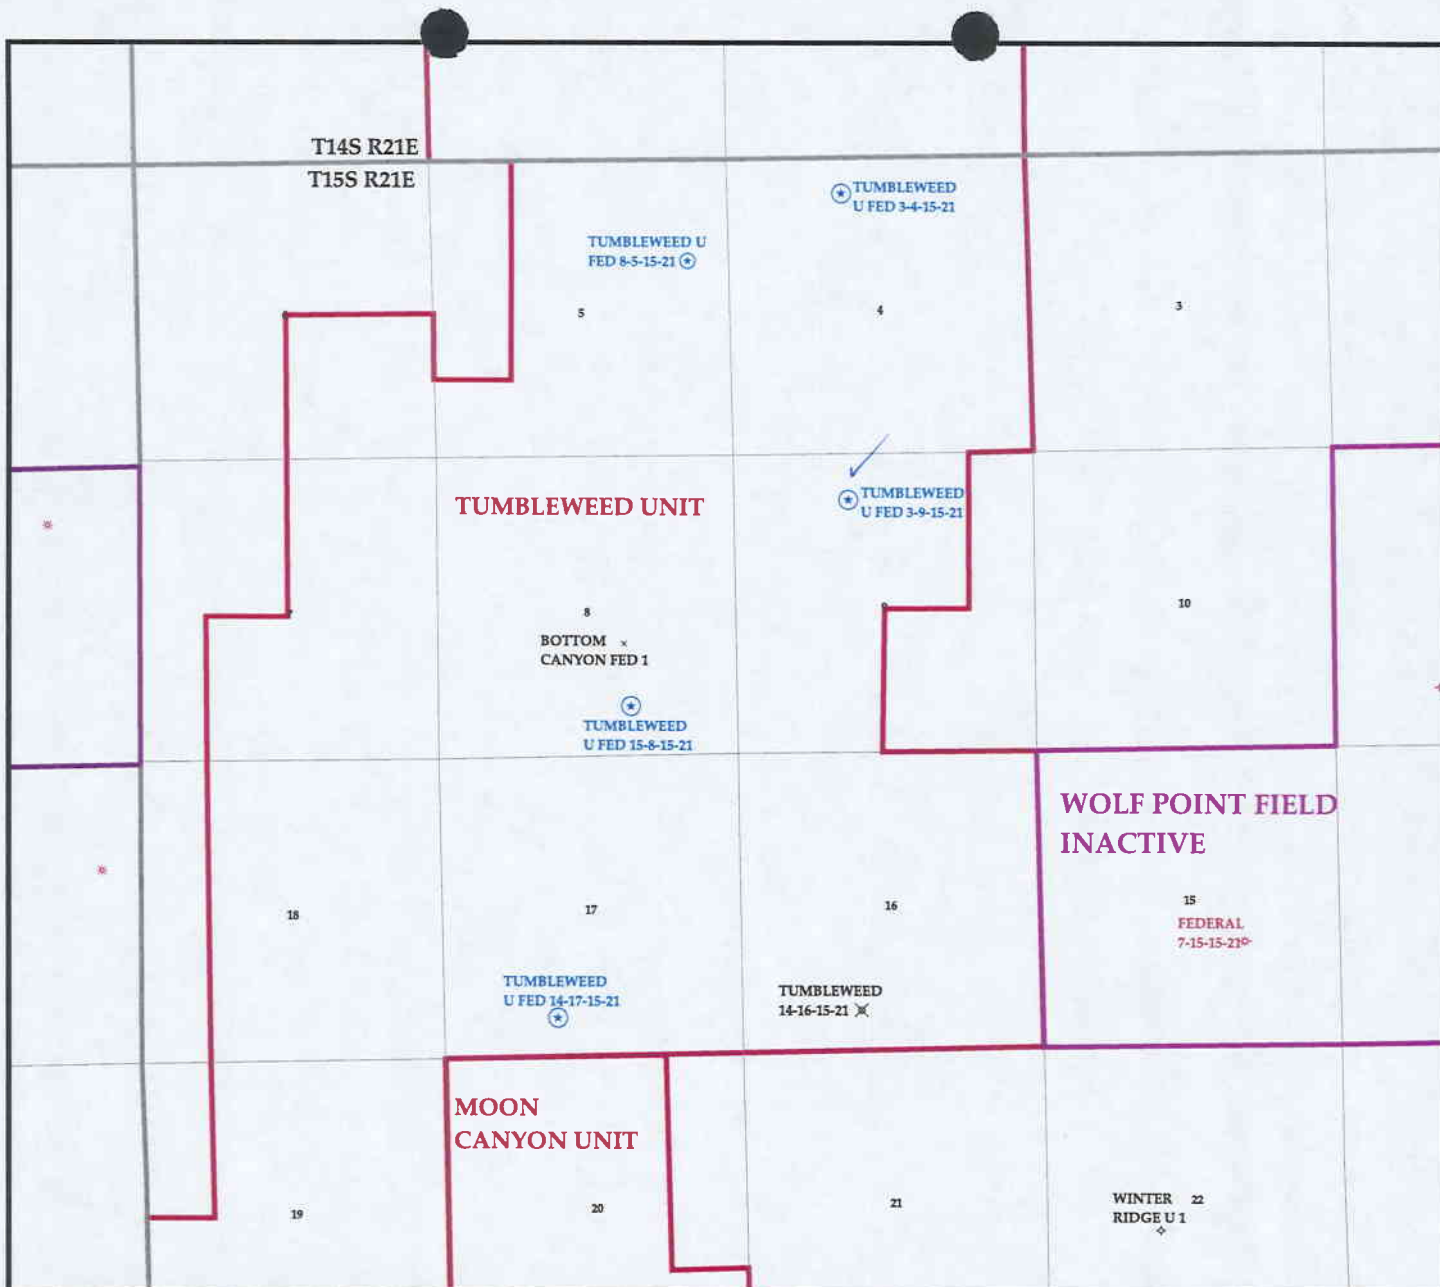 T14S R21E
T15S R21E
TUMBLEWEED
U FED 3-4-15-21
TUMBLEWEED U
FED 8-5-15-21
5
4
3
TUMBLEWEED UNIT
TUMBLEWEED
U FED 3-9-15-21
8
10
BOTTOM
CANYON FED 1
TUMBLEWEED
U FED 15-8-15-21
WOLF POINT FIELD
INACTIVE
18
17
16
15
FEDERAL
7-15-15-21
TUMBLEWEED
U FED 14-17-15-21
TUMBLEWEED
14-16-15-21
MOON
CANYON UNIT
19
20
21
WINTER 22
RIDGE U 1